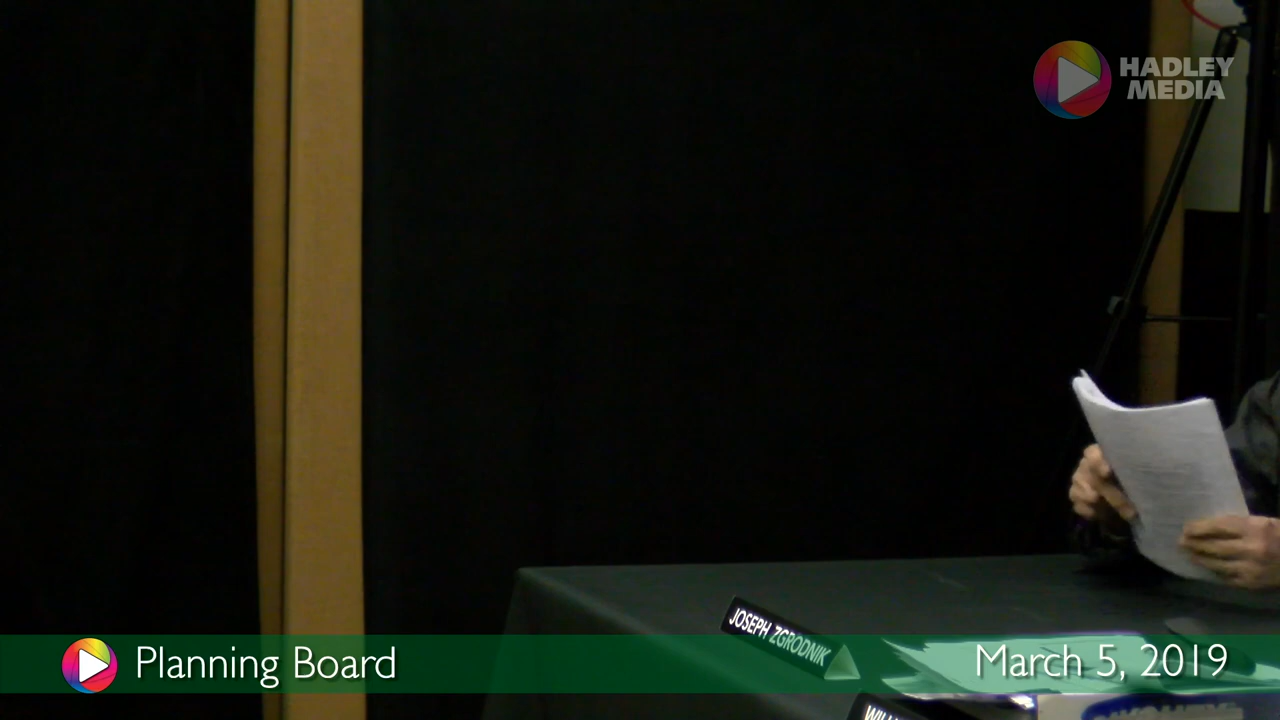 HADLEY
MEDIA
JOSEPH ZGRODNIK
Planning Board
March 5, 2019